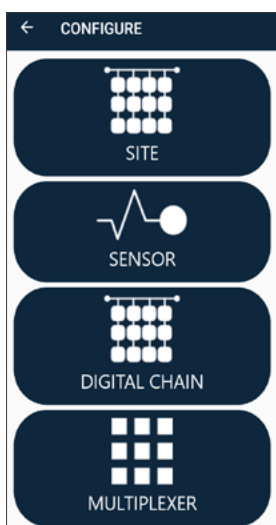 CONFIGURE
SITE
SENSOR
DIGITAL CHAIN
MULTIPLEXER